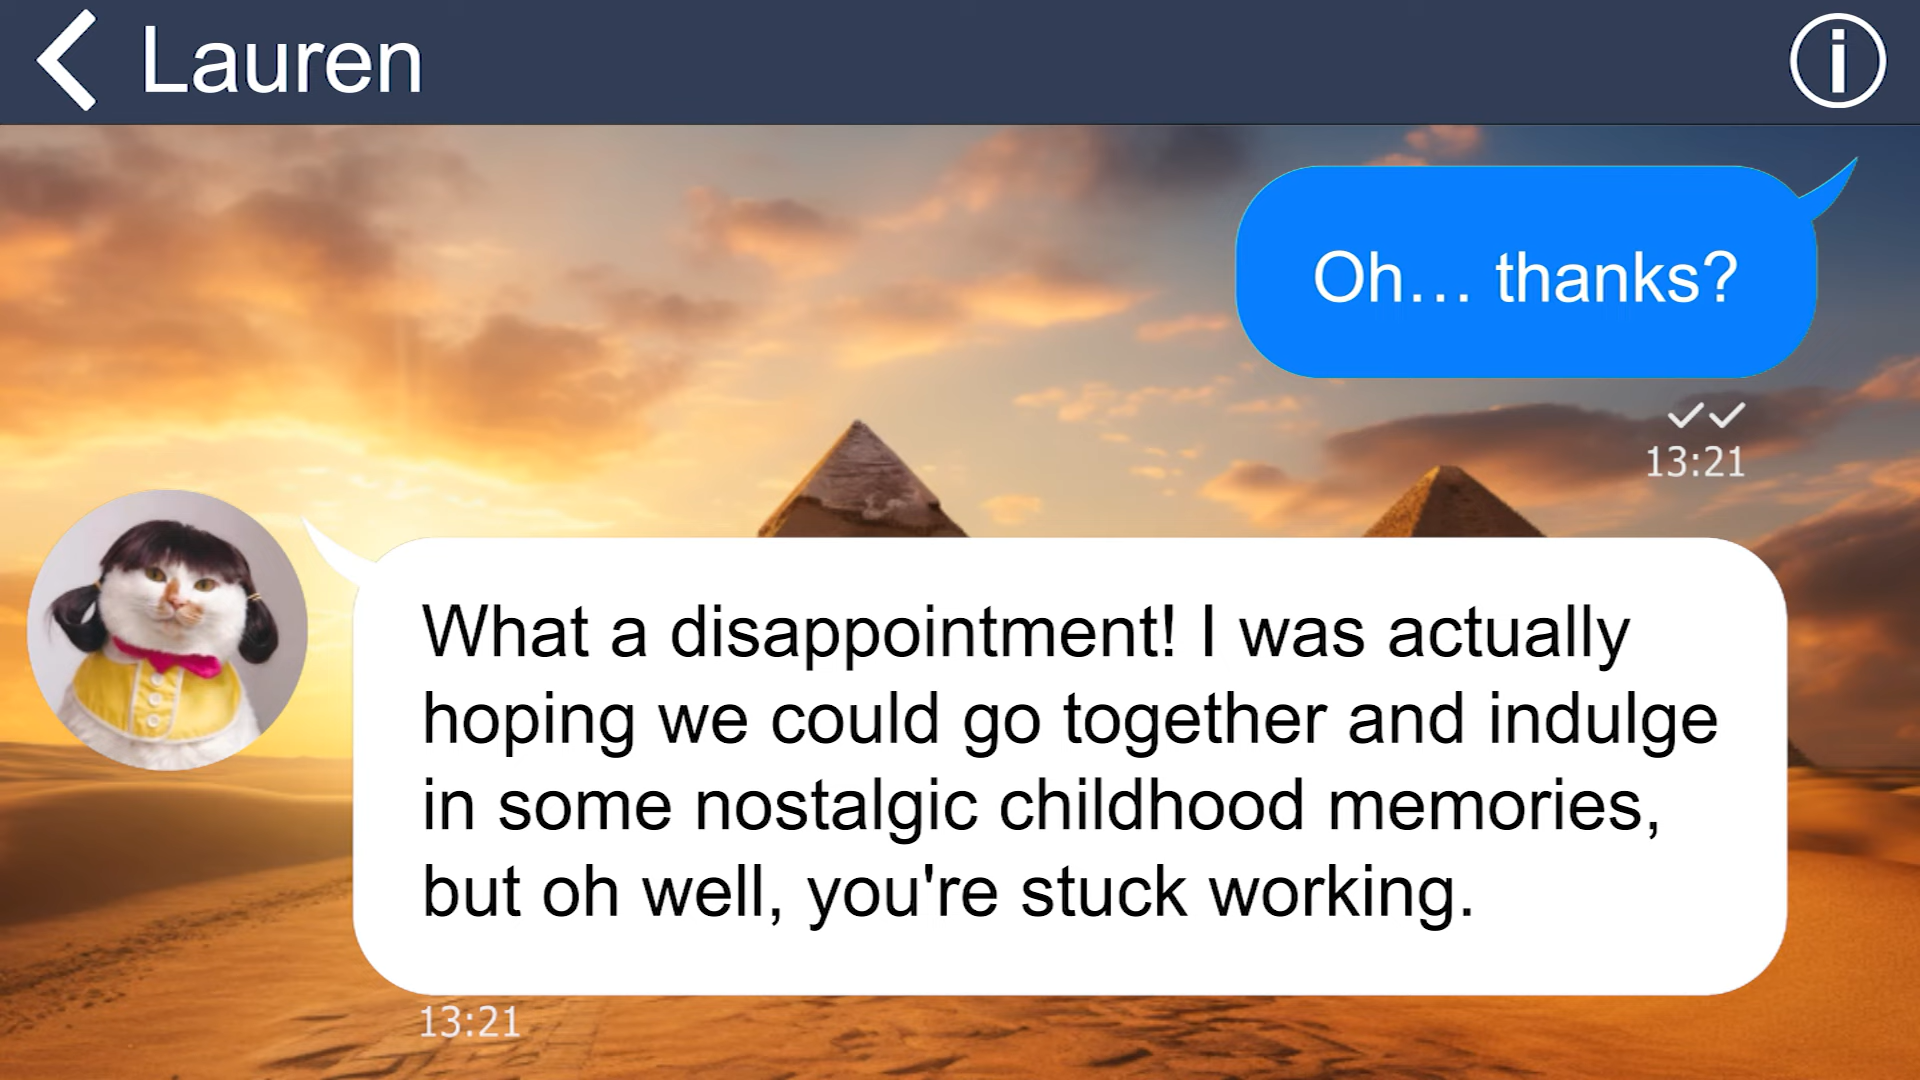 Lauren
Oh… thanks?
13:21
What a disappointment! I was actually
hoping we could go together and indulge
in some nostalgic childhood memories,
but oh well, you're stuck working.
13:21